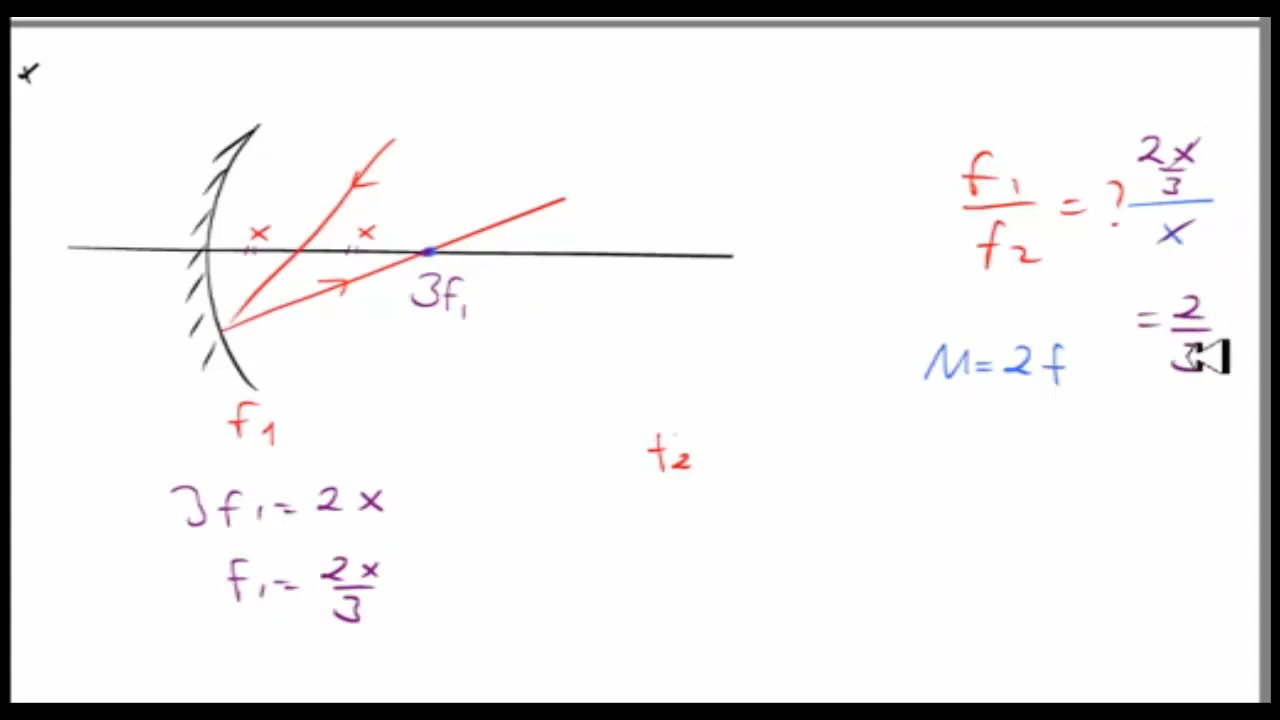 x
x x
3f₁
f₁/f₂ = ? (2x/3)/x
= 2/3
M = 2f
f₁
f₂
3f₁ = 2x
f₁ = 2x/3